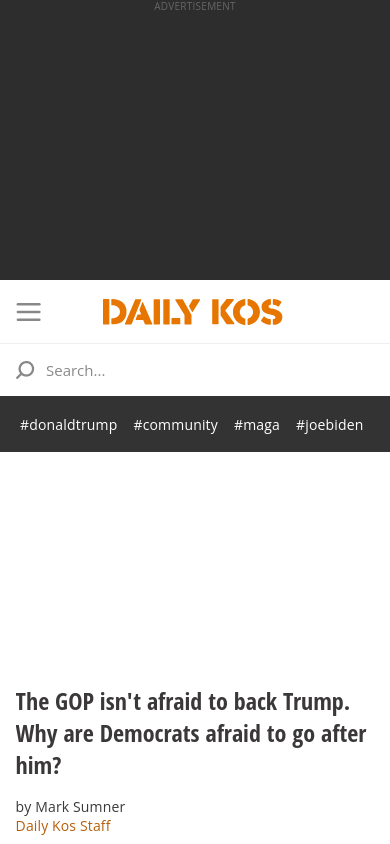 ADVERTISEMENT
DAILY KOS
Search...
#donaldtrump #community #maga #joebiden
The GOP isn't afraid to back Trump.
Why are Democrats afraid to go after
him?
by Mark Sumner
Daily Kos Staff